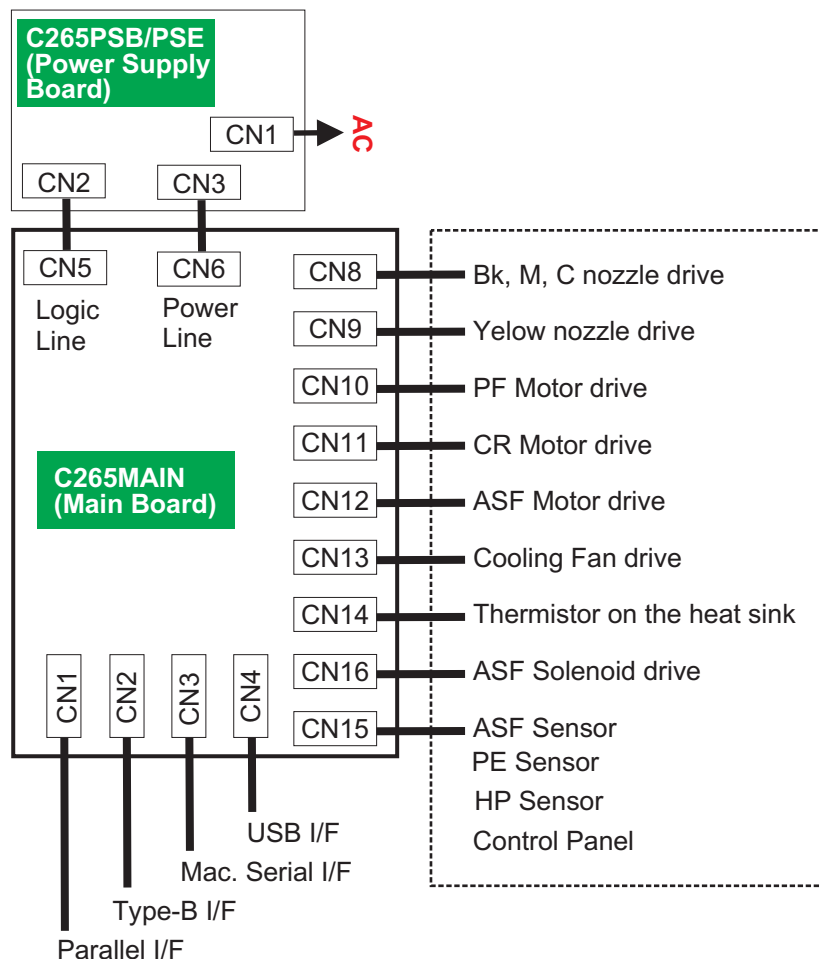 C265PSB/PSE
(Power Supply
Board)
CN1
AC
CN2
CN3
CN5
CN6
Logic
Line
Power
Line
CN8
Bk, M, C nozzle drive
CN9
Yelow nozzle drive
CN10
PF Motor drive
CN11
CR Motor drive
C265MAIN
(Main Board)
CN12
ASF Motor drive
CN13
Cooling Fan drive
CN14
Thermistor on the heat sink
CN16
ASF Solenoid drive
CN15
ASF Sensor
PE Sensor
HP Sensor
Control Panel
CN1
CN2
CN3
CN4
USB I/F
Mac. Serial I/F
Type-B I/F
Parallel I/F